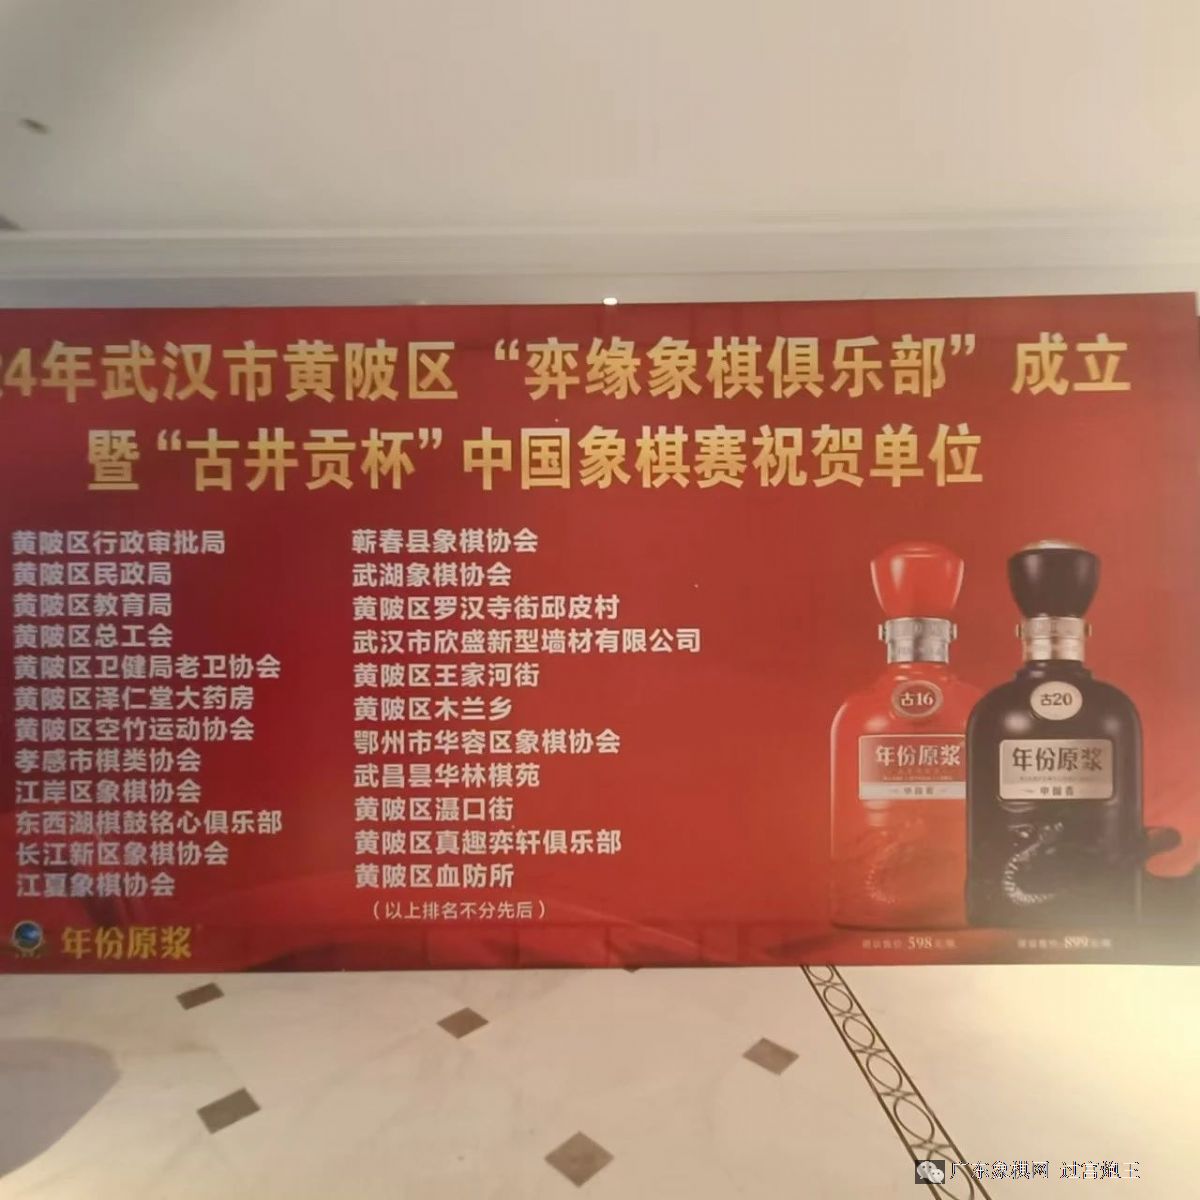 24年武汉市黄陂区“弈缘象棋俱乐部”成立
暨“古井贡杯”中国象棋赛祝贺单位
黄陂区行政审批局
黄陂区民政局
黄陂区教育局
黄陂区总工会
黄陂区卫健局老卫协会
黄陂区泽仁堂大药房
黄陂区空竹运动协会
孝感市棋类协会
江岸区象棋协会
东西湖棋鼓铭心俱乐部
长江新区象棋协会
江夏象棋协会
蕲春县象棋协会
武湖象棋协会
黄陂区罗汉寺街邱皮村
武汉市欣盛新型墙材有限公司
黄陂区王家河街
黄陂区木兰乡
鄂州市华容区象棋协会
武昌昙华林棋苑
黄陂区滠口街
黄陂区真趣弈轩俱乐部
黄陂区血防所
（以上排名不分先后）
年份原浆
古16
年份原浆
中国香
598
古20
年份原浆
中国香
899
广东象棋网 过宫炮王